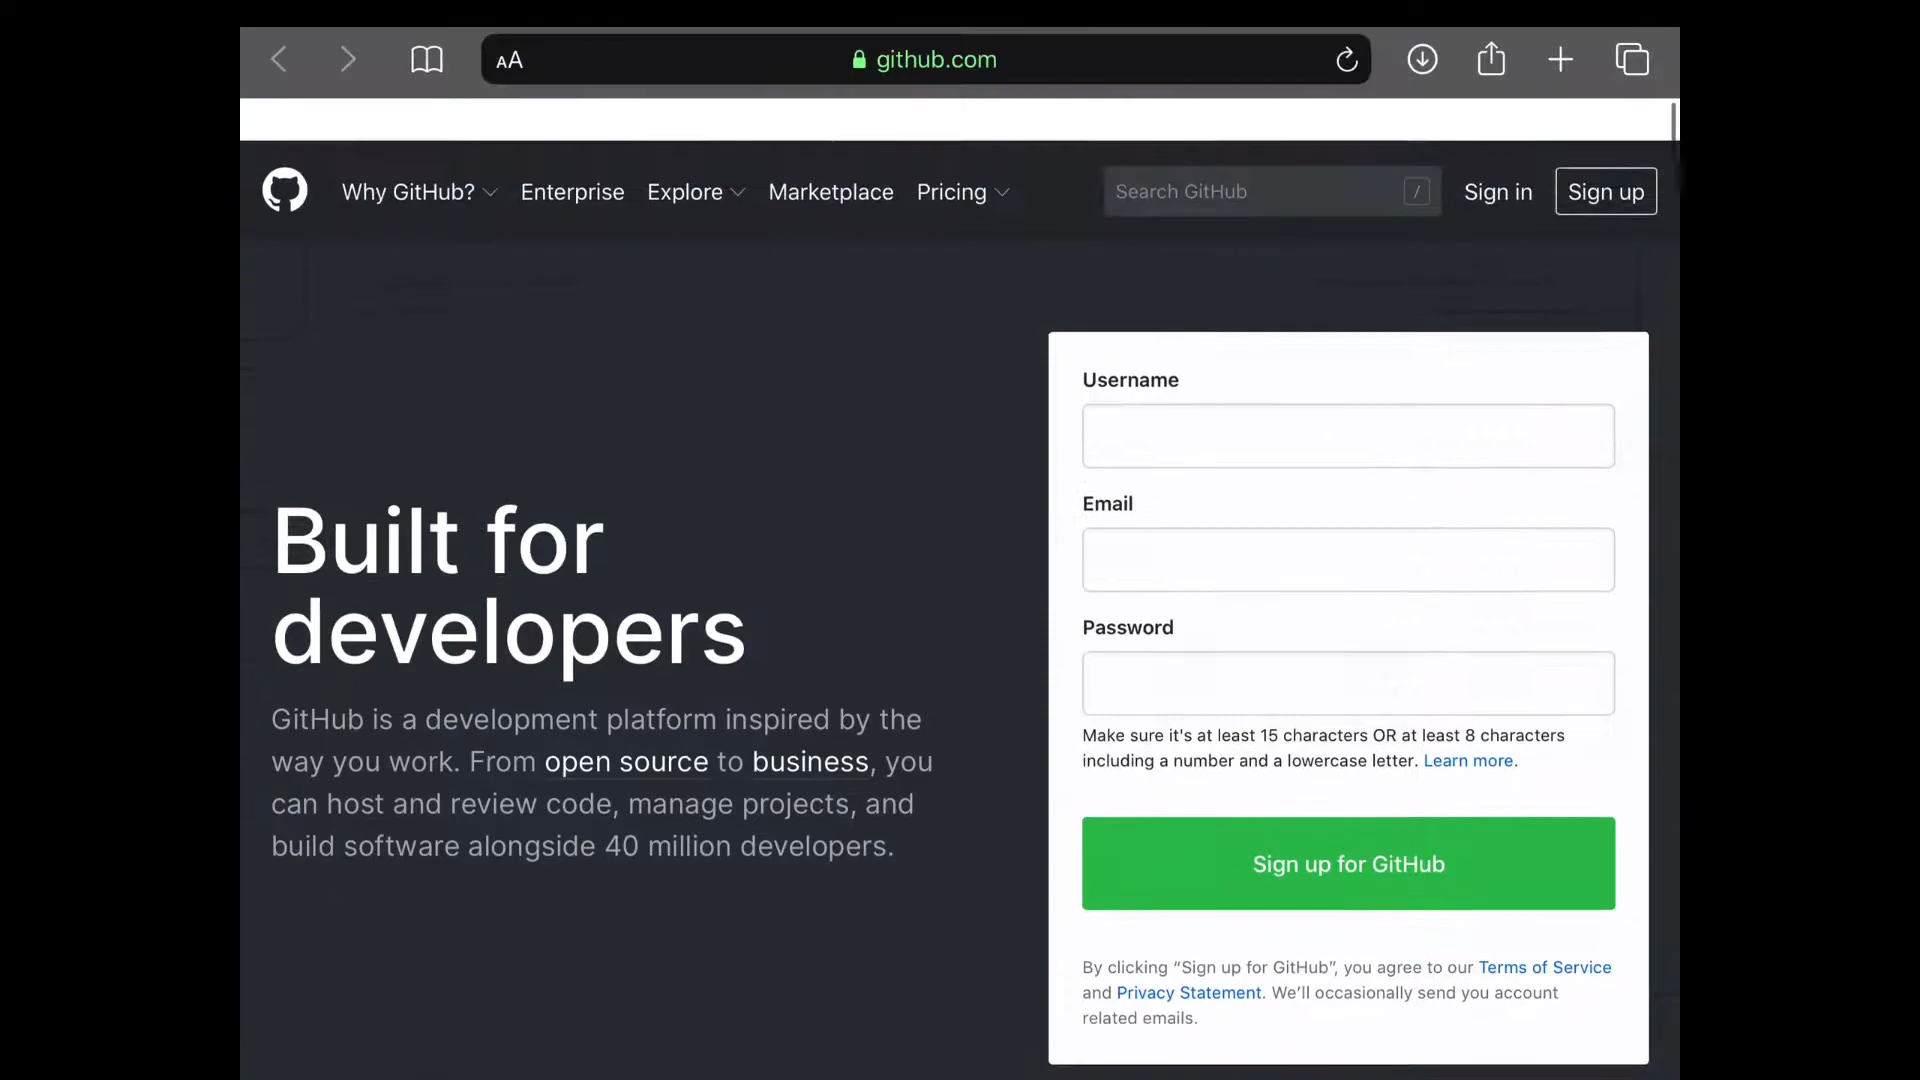 AA
github.com
Why GitHub?
Enterprise
Explore
Marketplace
Pricing
Search GitHub
/
Sign in
Sign up
Built for
developers
GitHub is a development platform inspired by the
way you work. From open source to business, you
can host and review code, manage projects, and
build software alongside 40 million developers.
Username
Email
Password
Make sure it's at least 15 characters OR at least 8 characters
including a number and a lowercase letter. Learn more.
Sign up for GitHub
By clicking “Sign up for GitHub”, you agree to our Terms of Service
and Privacy Statement. We’ll occasionally send you account
related emails.